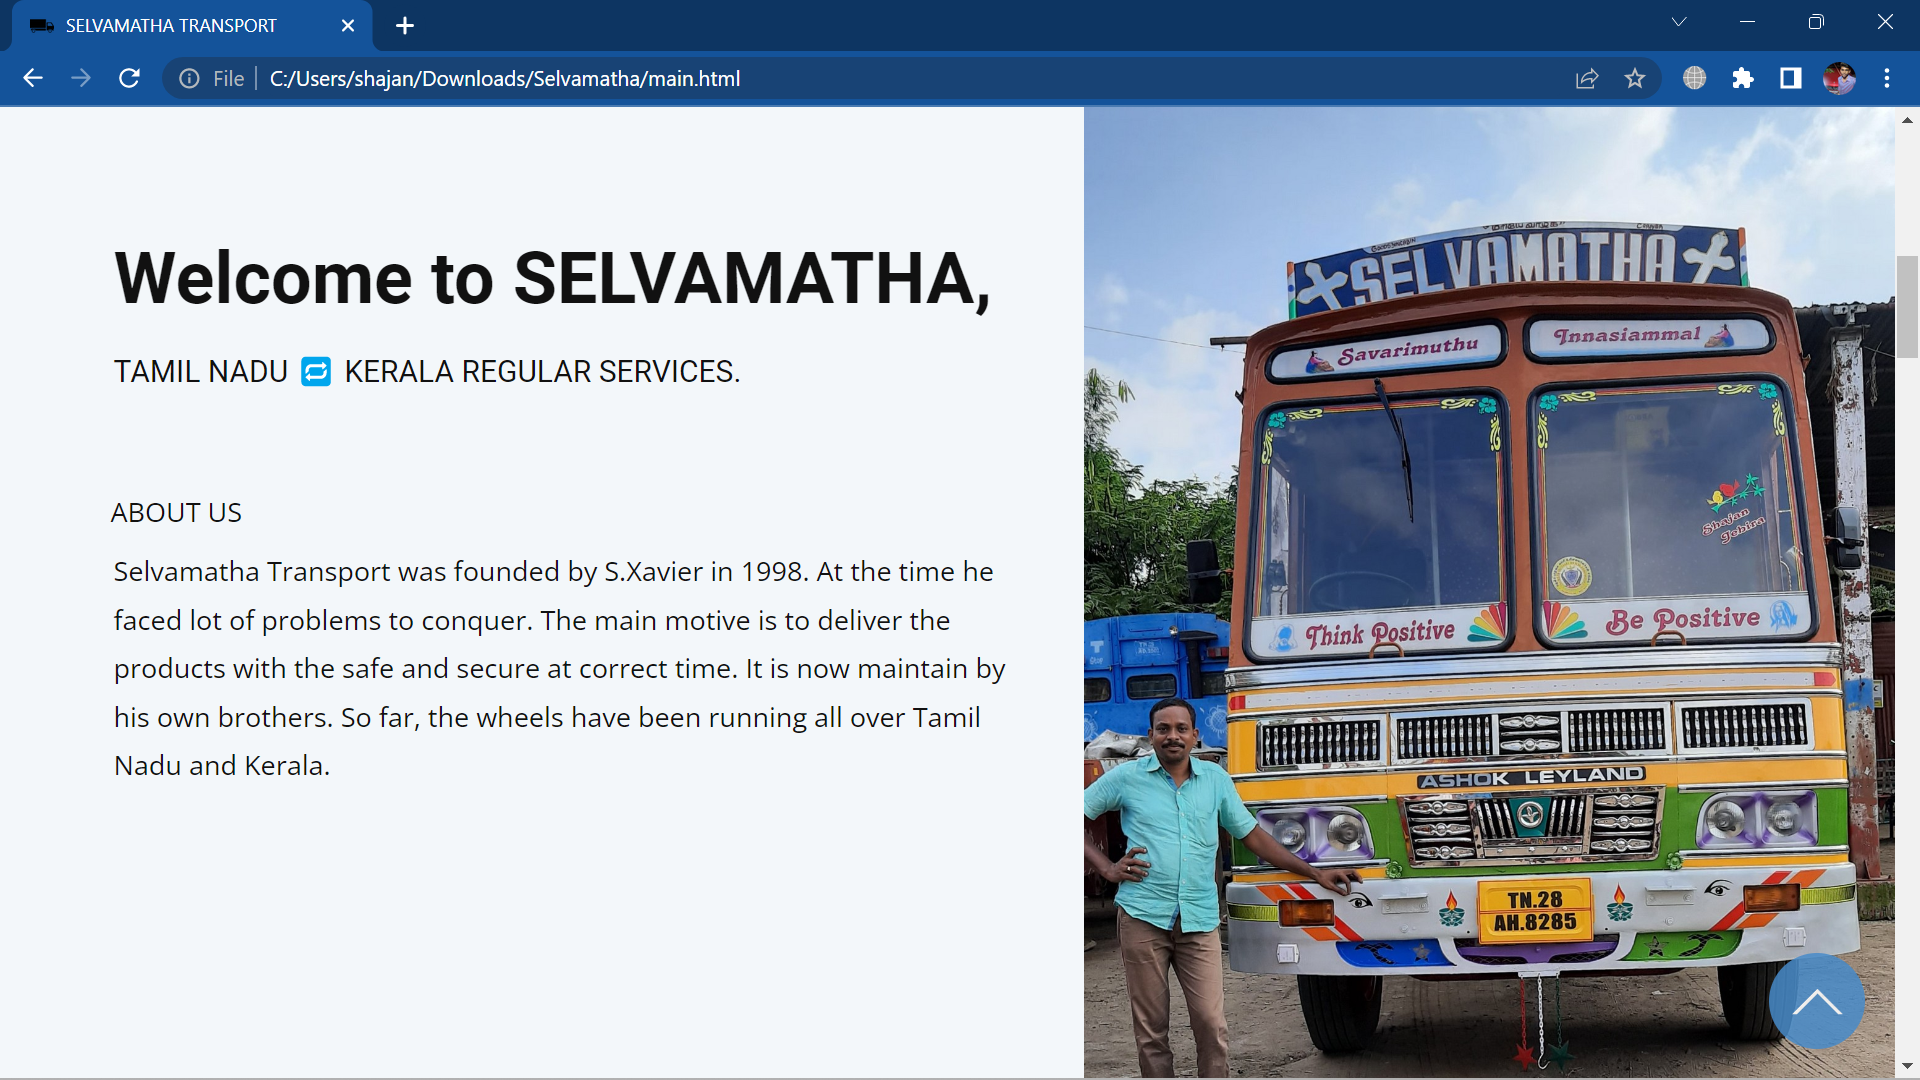 SELVAMATHA TRANSPORT
File
C:/Users/shajan/Downloads/Selvamatha/main.html
Welcome to SELVAMATHA,
TAMIL NADU 🔁 KERALA REGULAR SERVICES.
ABOUT US
Selvamatha Transport was founded by S.Xavier in 1998. At the time he
faced lot of problems to conquer. The main motive is to deliver the
products with the safe and secure at correct time. It is now maintain by
his own brothers. So far, the wheels have been running all over Tamil
Nadu and Kerala.
SELVAMATHA
Savarimuthu
Innasiammal
Shajan
Jebira
Think Positive
Be Positive
ASHOK LEYLAND
TN.28
AH.8285